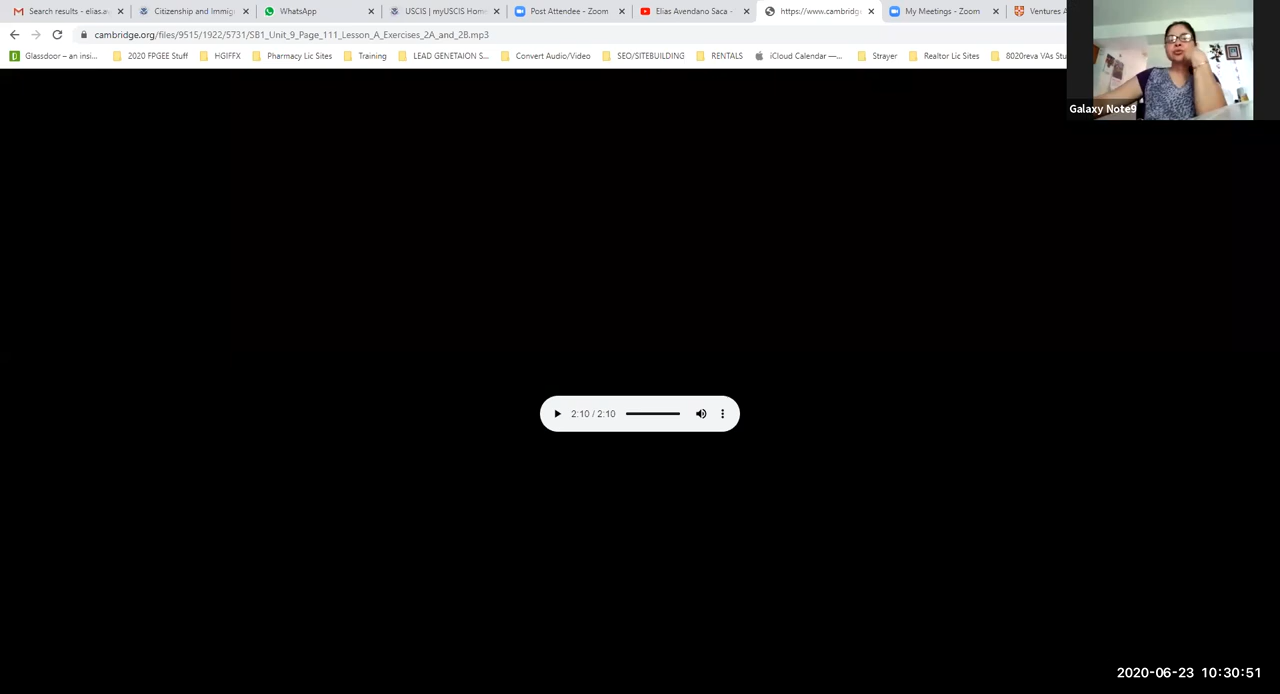 Search results - elias.av
Citizenship and Immig
WhatsApp
USCIS | myUSCIS Hom
Post Attendee - Zoom
Elias Avendano Saca -
https://www.cambridg
My Meetings - Zoom
Ventures A
cambridge.org/files/9515/1922/5731/SB1_Unit_9_Page_111_Lesson_A_Exercises_2A_and_2B.mp3
Glassdoor – an insi...
2020 FPGEE Stuff
HGIFFX
Pharmacy Lic Sites
Training
LEAD GENETAION S...
Convert Audio/Video
SEO/SITEBUILDING
RENTALS
iCloud Calendar —...
Strayer
Realtor Lic Sites
8020reva VAs Stu
Galaxy Note9
2:10 / 2:10
2020-06-23 10:30:51